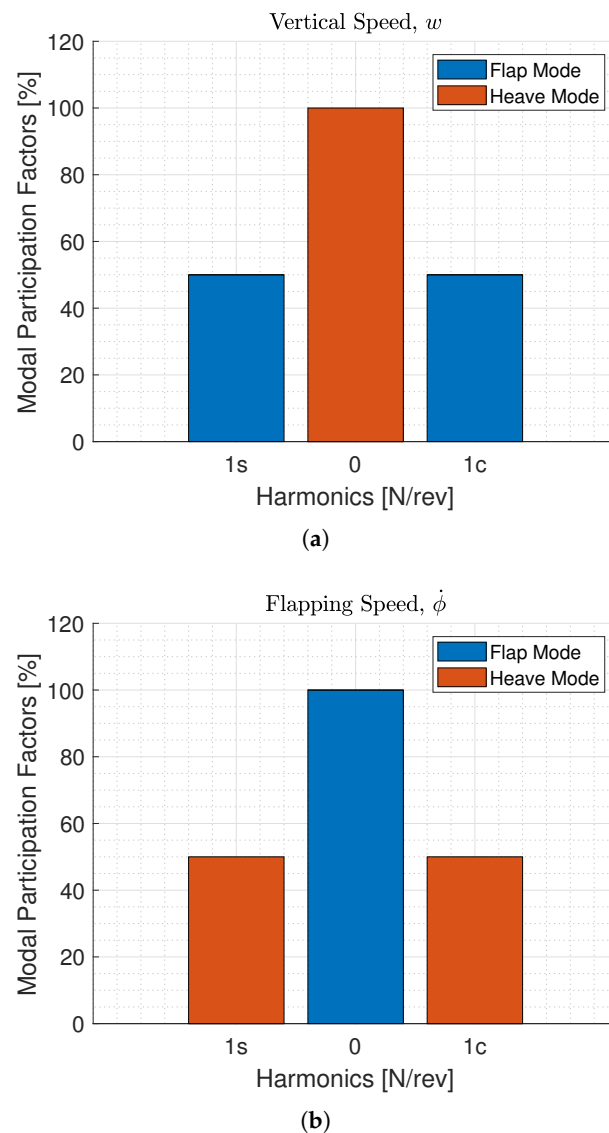 Vertical Speed, w
120
100
80
60
40
20
0
Modal Participation Factors [%]
Flap Mode
Heave Mode
1s 0 1c
Harmonics [N/rev]
(a)
Flapping Speed, ϕ̇
120
100
80
60
40
20
0
Modal Participation Factors [%]
Flap Mode
Heave Mode
1s 0 1c
Harmonics [N/rev]
(b)